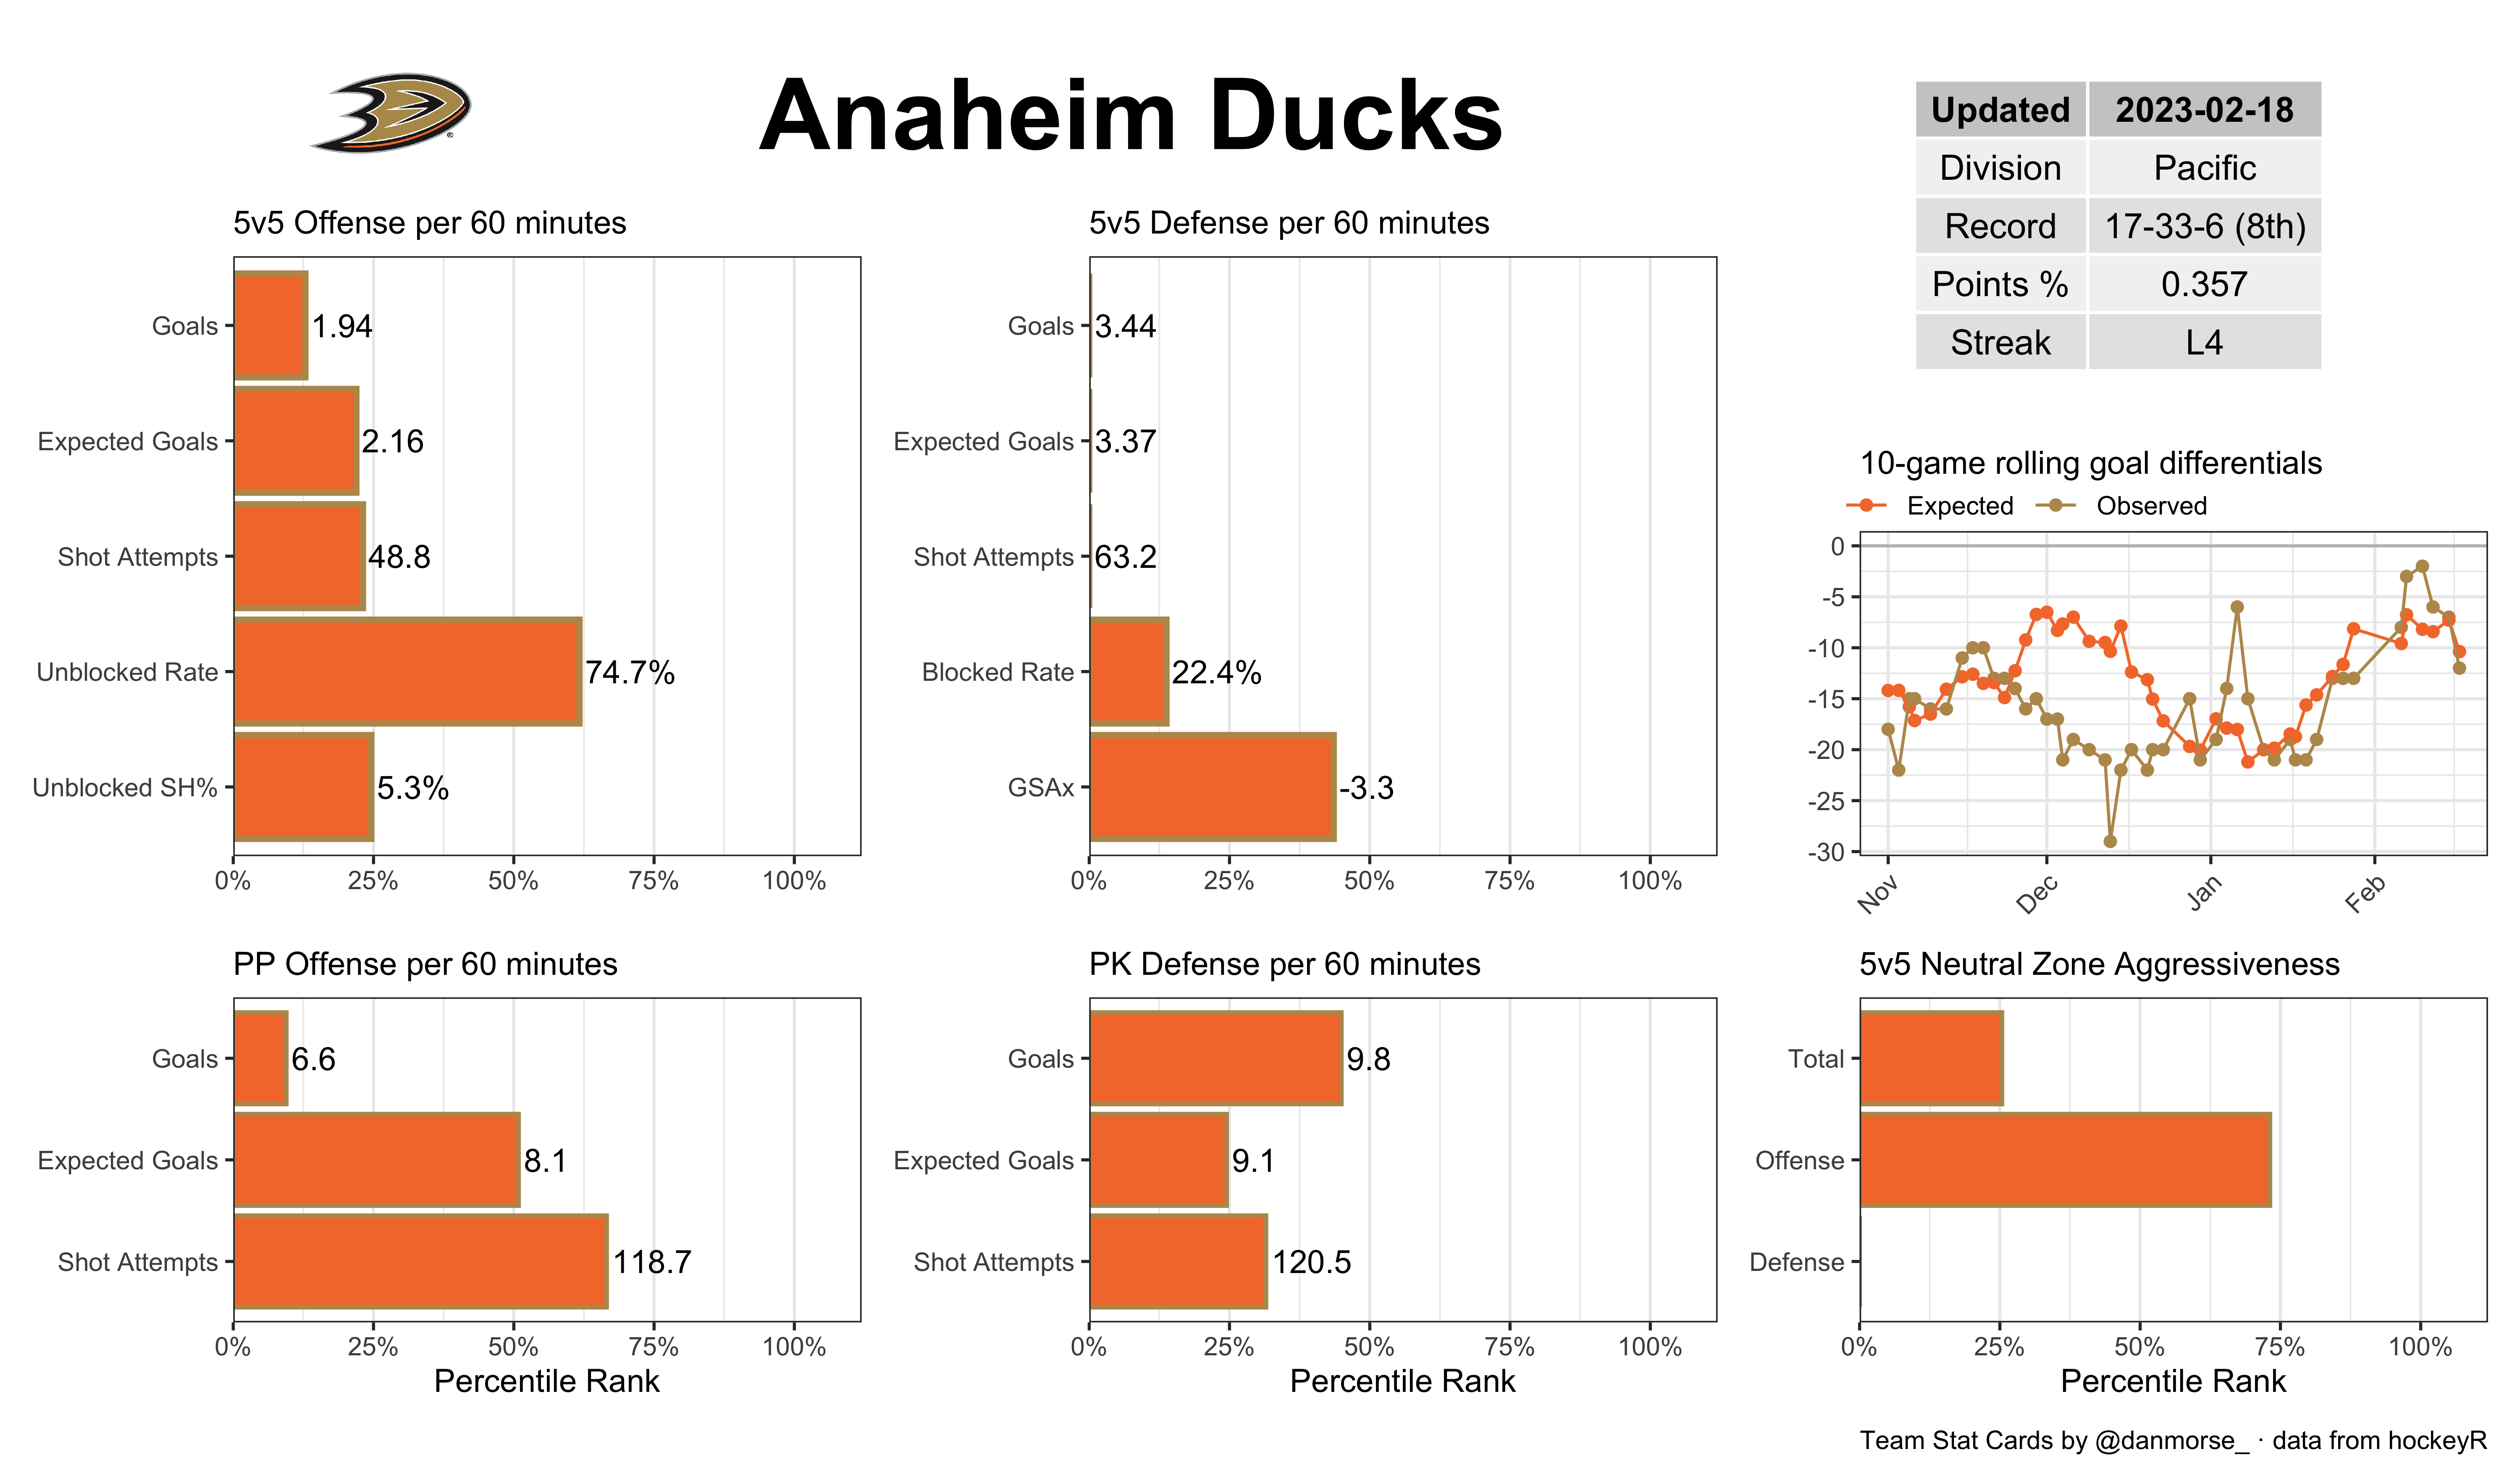 Anaheim Ducks
Updated 2023-02-18
Division Pacific
Record 17-33-6 (8th)
Points % 0.357
Streak L4
5v5 Offense per 60 minutes
Goals 1.94
Expected Goals 2.16
Shot Attempts 48.8
Unblocked Rate 74.7%
Unblocked SH% 5.3%
0% 25% 50% 75% 100%
5v5 Defense per 60 minutes
Goals 3.44
Expected Goals 3.37
Shot Attempts 63.2
Blocked Rate 22.4%
GSAx -3.3
0% 25% 50% 75% 100%
10-game rolling goal differentials
Expected Observed
0
-5
-10
-15
-20
-25
-30
Nov Dec Jan Feb
PP Offense per 60 minutes
Goals 6.6
Expected Goals 8.1
Shot Attempts 118.7
0% 25% 50% 75% 100%
Percentile Rank
PK Defense per 60 minutes
Goals 9.8
Expected Goals 9.1
Shot Attempts 120.5
0% 25% 50% 75% 100%
Percentile Rank
5v5 Neutral Zone Aggressiveness
Total
Offense
Defense
0% 25% 50% 75% 100%
Percentile Rank
Team Stat Cards by @danmorse_ · data from hockeyR